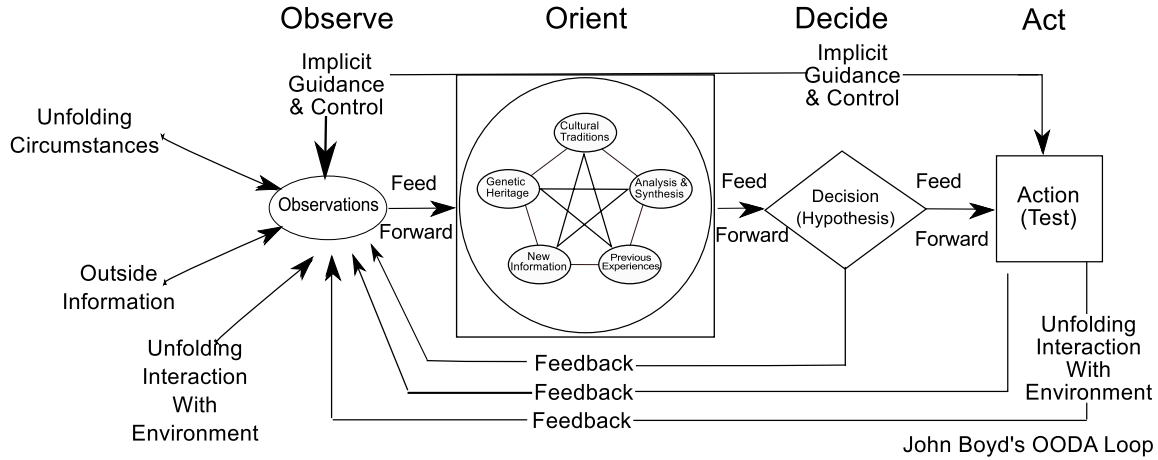 Observe
Orient
Decide
Act
Implicit
Guidance
& Control
Implicit
Guidance
& Control
Unfolding
Circumstances
Cultural
Traditions
Genetic
Heritage
Analysis &
Synthesis
New
Information
Previous
Experiences
Observations
Feed
Forward
Feed
Forward
Decision
(Hypothesis)
Feed
Forward
Action
(Test)
Outside
Information
Unfolding
Interaction
With
Environment
Feedback
Feedback
Feedback
Unfolding
Interaction
With
Environment
John Boyd's OODA Loop